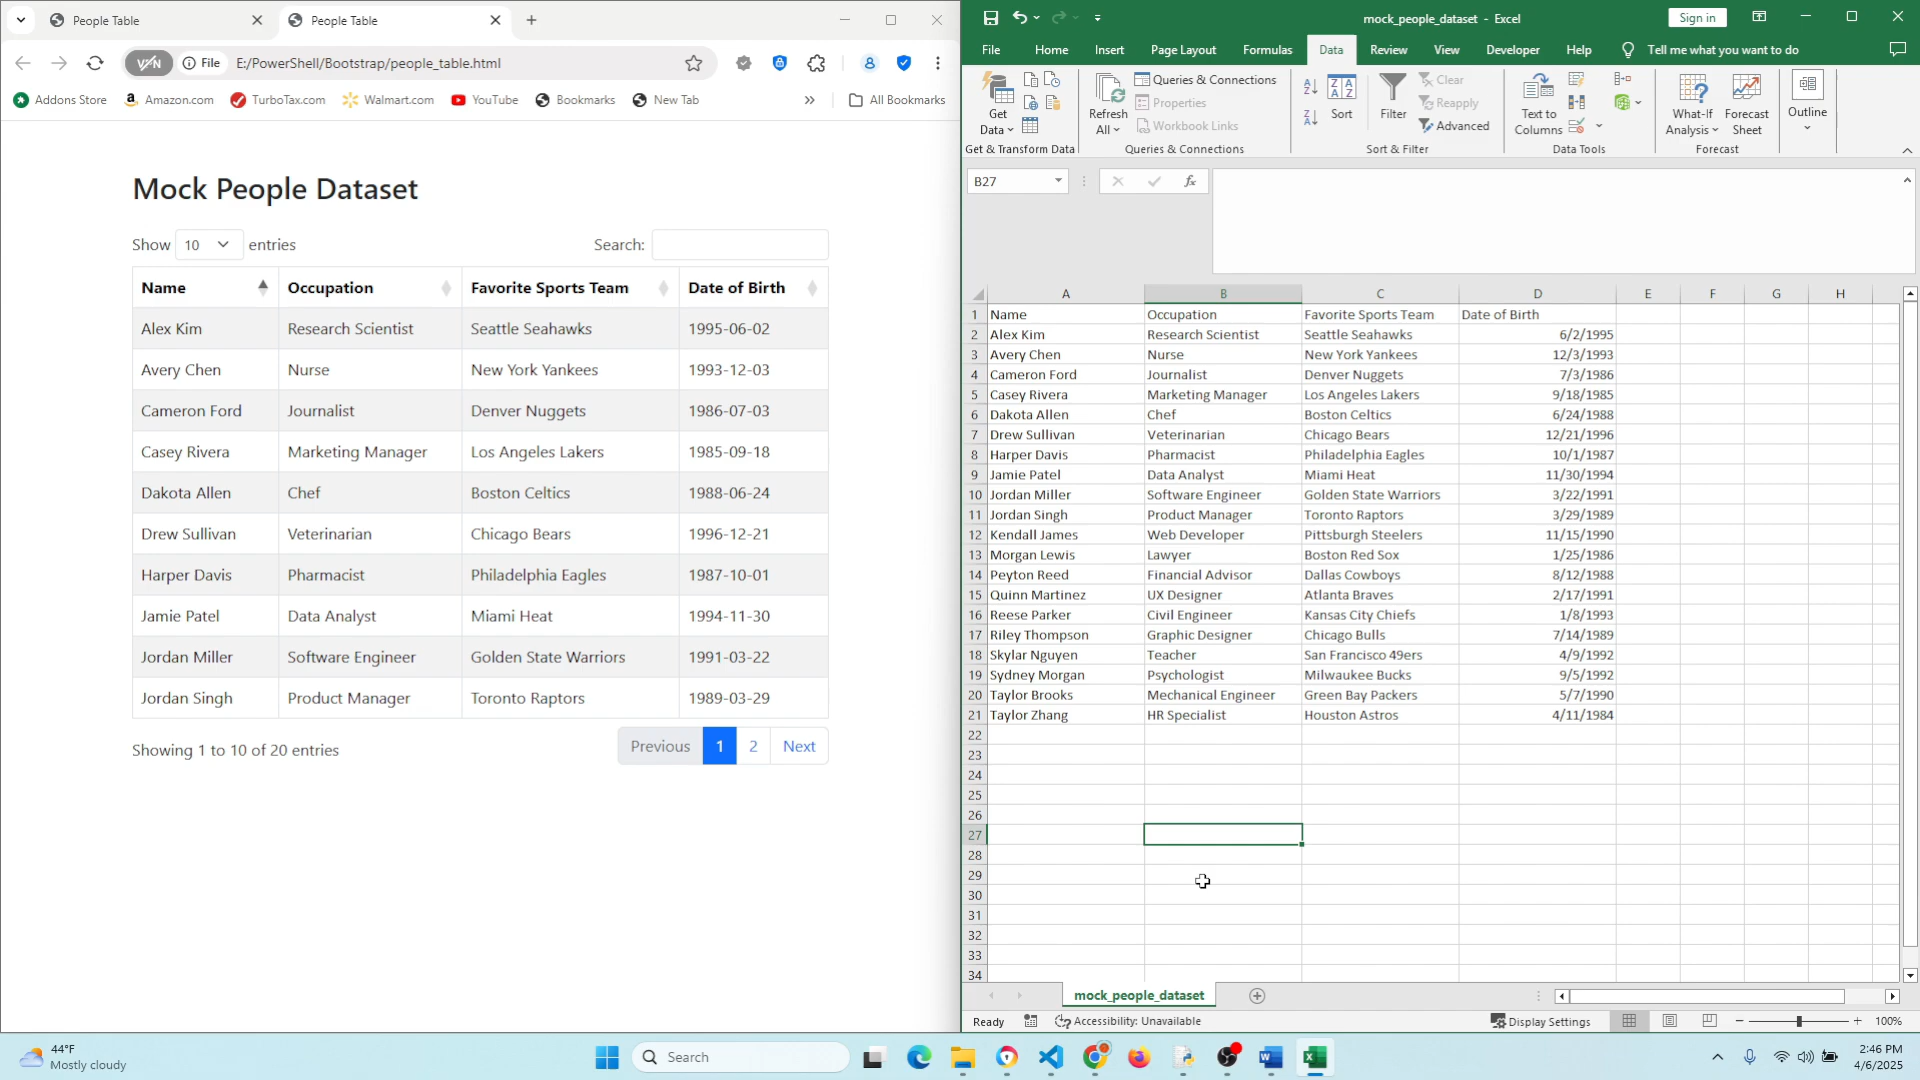 People Table
People Table
VPN
File
E:/PowerShell/Bootstrap/people_table.html
Addons Store
Amazon.com
TurboTax.com
Walmart.com
YouTube
Bookmarks
New Tab
»
All Bookmarks
Mock People Dataset
Show 10 entries
Search:
Name Occupation Favorite Sports Team Date of Birth
Alex Kim Research Scientist Seattle Seahawks 1995-06-02
Avery Chen Nurse New York Yankees 1993-12-03
Cameron Ford Journalist Denver Nuggets 1986-07-03
Casey Rivera Marketing Manager Los Angeles Lakers 1985-09-18
Dakota Allen Chef Boston Celtics 1988-06-24
Drew Sullivan Veterinarian Chicago Bears 1996-12-21
Harper Davis Pharmacist Philadelphia Eagles 1987-10-01
Jamie Patel Data Analyst Miami Heat 1994-11-30
Jordan Miller Software Engineer Golden State Warriors 1991-03-22
Jordan Singh Product Manager Toronto Raptors 1989-03-29
Showing 1 to 10 of 20 entries
Previous 1 2 Next
mock_people_dataset - Excel
Sign in
File Home Insert Page Layout Formulas Data Review View Developer Help Tell me what you want to do
Get Data
Get & Transform Data
Refresh All
Queries & Connections
Properties
Workbook Links
Queries & Connections
Sort
Filter
Clear
Reapply
Advanced
Sort & Filter
Text to Columns
Data Tools
What-If Analysis
Forecast Sheet
Forecast
Outline
B27
fx
A B C D E F G H
1 Name Occupation Favorite Sports Team Date of Birth
2 Alex Kim Research Scientist Seattle Seahawks 6/2/1995
3 Avery Chen Nurse New York Yankees 12/3/1993
4 Cameron Ford Journalist Denver Nuggets 7/3/1986
5 Casey Rivera Marketing Manager Los Angeles Lakers 9/18/1985
6 Dakota Allen Chef Boston Celtics 6/24/1988
7 Drew Sullivan Veterinarian Chicago Bears 12/21/1996
8 Harper Davis Pharmacist Philadelphia Eagles 10/1/1987
9 Jamie Patel Data Analyst Miami Heat 11/30/1994
10 Jordan Miller Software Engineer Golden State Warriors 3/22/1991
11 Jordan Singh Product Manager Toronto Raptors 3/29/1989
12 Kendall James Web Developer Pittsburgh Steelers 11/15/1990
13 Morgan Lewis Lawyer Boston Red Sox 1/25/1986
14 Peyton Reed Financial Advisor Dallas Cowboys 8/12/1988
15 Quinn Martinez UX Designer Atlanta Braves 2/17/1991
16 Reese Parker Civil Engineer Kansas City Chiefs 1/8/1993
17 Riley Thompson Graphic Designer Chicago Bulls 7/14/1989
18 Skylar Nguyen Teacher San Francisco 49ers 4/9/1992
19 Sydney Morgan Psychologist Milwaukee Bucks 9/5/1992
20 Taylor Brooks Mechanical Engineer Green Bay Packers 5/7/1990
21 Taylor Zhang HR Specialist Houston Astros 4/11/1984
22
23
24
25
26
27
28
29
30
31
32
33
34
mock_people_dataset
Ready
Accessibility: Unavailable
Display Settings
100%
44°F
Mostly cloudy
Search
2:46 PM
4/6/2025